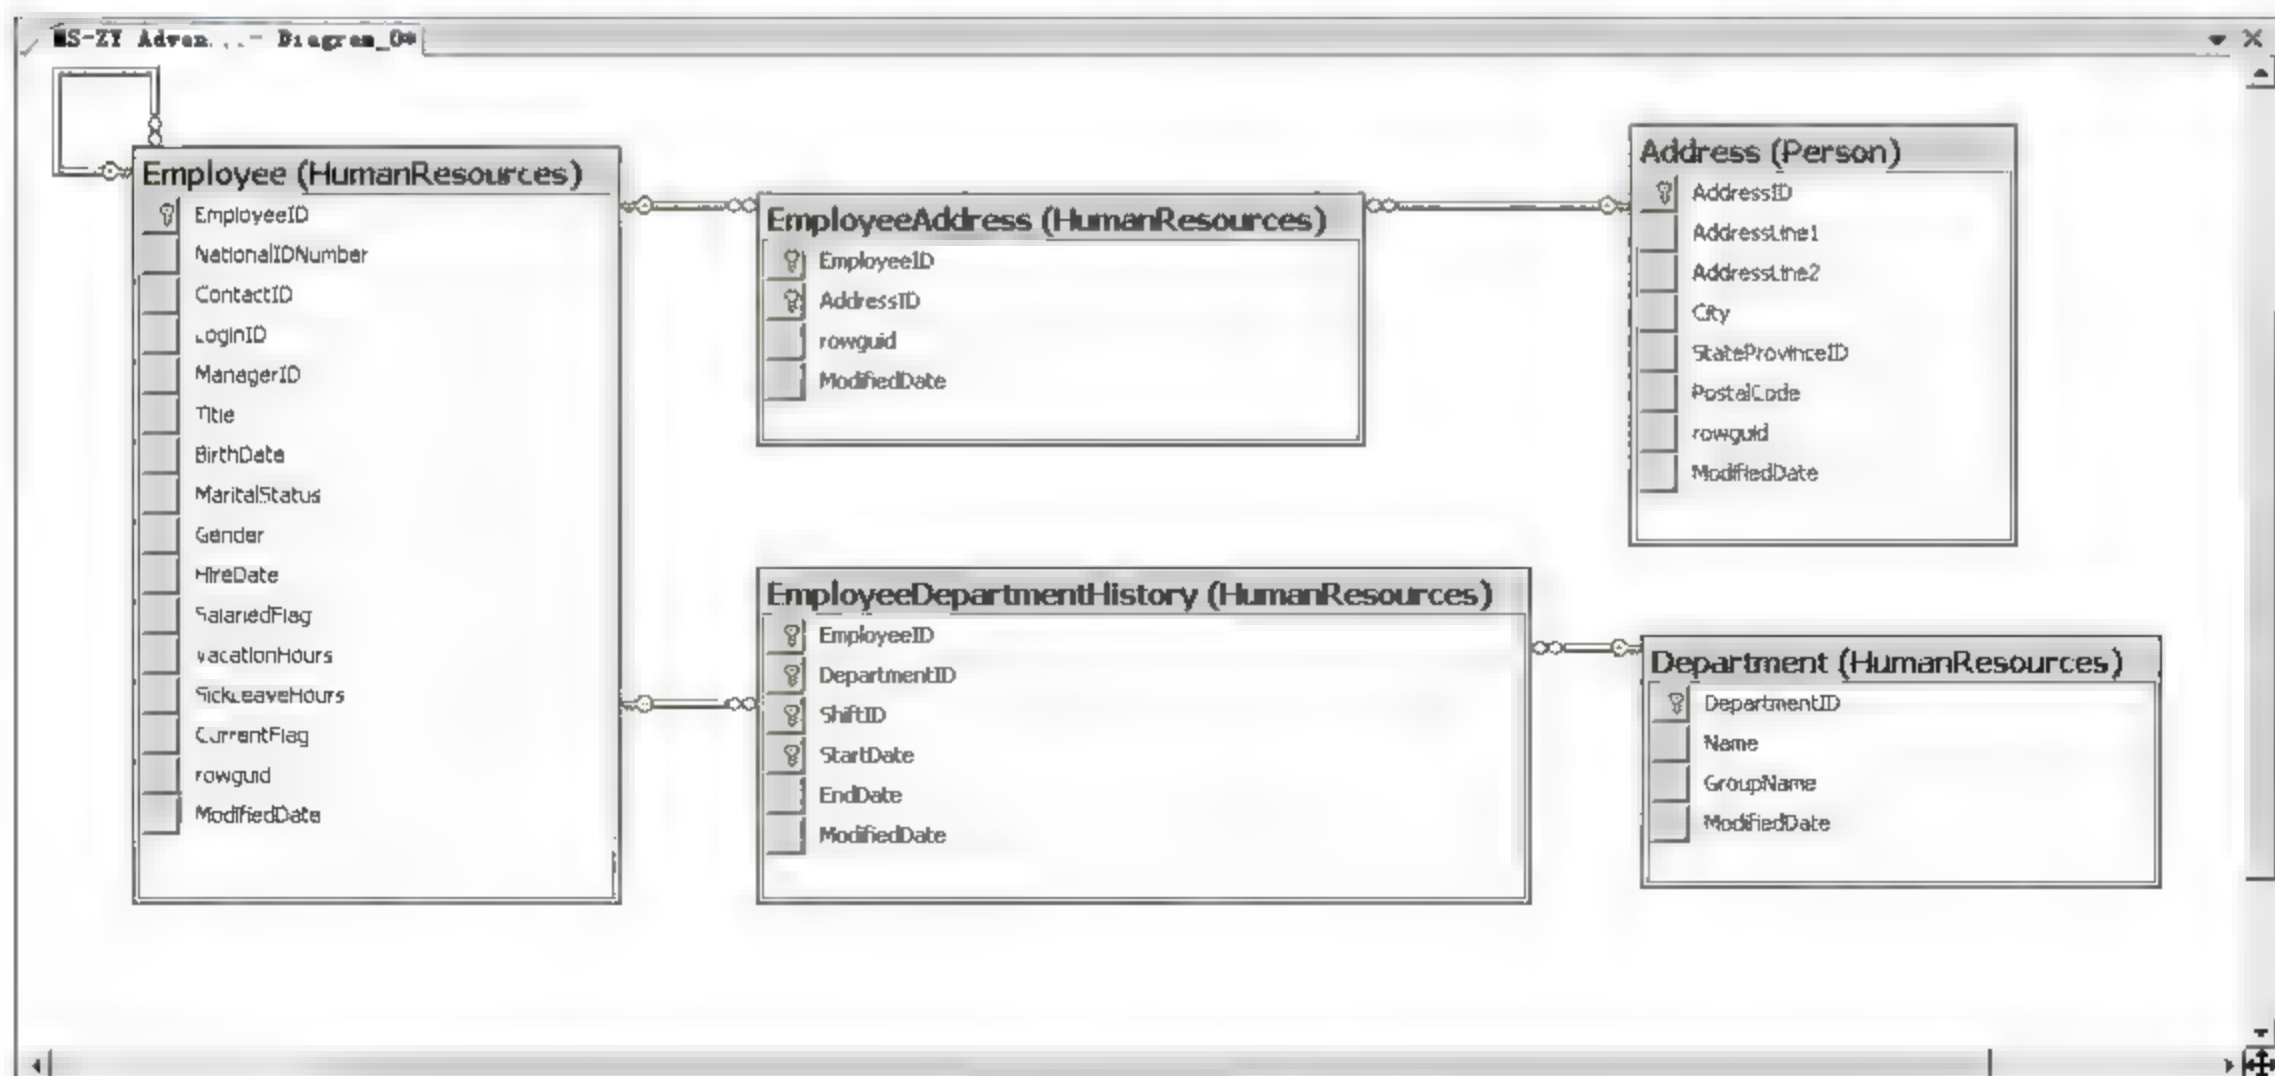 Diagram_0*
Employee (HumanResources)
EmployeeID
NationalIDNumber
ContactID
LoginID
ManagerID
Title
BirthDate
MaritalStatus
Gender
HireDate
SalariedFlag
VacationHours
SickLeaveHours
CurrentFlag
rowguid
ModifiedDate
EmployeeAddress (HumanResources)
EmployeeID
AddressID
rowguid
ModifiedDate
Address (Person)
AddressID
AddressLine1
AddressLine2
City
StateProvinceID
PostalCode
rowguid
ModifiedDate
EmployeeDepartmentHistory (HumanResources)
EmployeeID
DepartmentID
ShiftID
StartDate
EndDate
ModifiedDate
Department (HumanResources)
DepartmentID
Name
GroupName
ModifiedDate